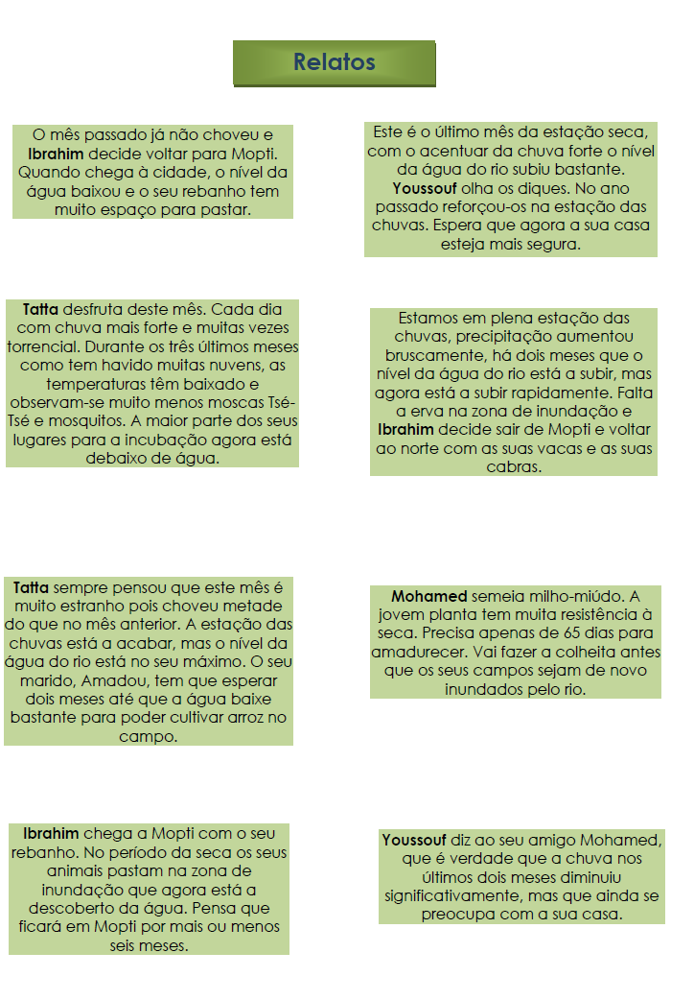 Relatos
O mês passado já não choveu e
Ibrahim decide voltar para Mopti.
Quando chega à cidade, o nível da
água baixou e o seu rebanho tem
muito espaço para pastar.
Este é o último mês da estação seca,
com o acentuar da chuva forte o nível
da água do rio subiu bastante.
Youssouf olha os diques. No ano
passado reforçou-os na estação das
chuvas. Espera que agora a sua casa
esteja mais segura.
Tatta desfruta deste mês. Cada dia
com chuva mais forte e muitas vezes
torrencial. Durante os três últimos meses
como tem havido muitas nuvens, as
temperaturas têm baixado e
observam-se muito menos moscas Tsé-
Tsé e mosquitos. A maior parte dos seus
lugares para a incubação agora está
debaixo de água.
Estamos em plena estação das
chuvas, precipitação aumentou
bruscamente, há dois meses que o
nível da água do rio está a subir, mas
agora está a subir rapidamente. Falta
a erva na zona de inundação e
Ibrahim decide sair de Mopti e voltar
ao norte com as suas vacas e as suas
cabras.
Tatta sempre pensou que este mês é
muito estranho pois choveu metade
do que no mês anterior. A estação das
chuvas está a acabar, mas o nível da
água do rio está no seu máximo. O seu
marido, Amadou, tem que esperar
dois meses até que a água baixe
bastante para poder cultivar arroz no
campo.
Mohamed semeia milho-miúdo. A
jovem planta tem muita resistência à
seca. Precisa apenas de 65 dias para
amadurecer. Vai fazer a colheita antes
que os seus campos sejam de novo
inundados pelo rio.
Ibrahim chega a Mopti com o seu
rebanho. No período da seca os seus
animais pastam na zona de
inundação que agora está a
descoberto da água. Pensa que
ficará em Mopti por mais ou menos
seis meses.
Youssouf diz ao seu amigo Mohamed,
que é verdade que a chuva nos
últimos dois meses diminuiu
significativamente, mas que ainda se
preocupa com a sua casa.